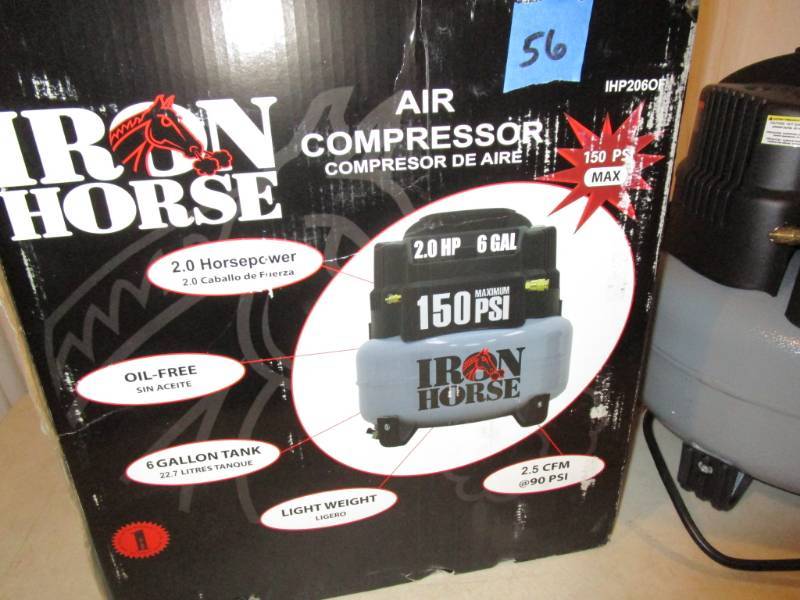 56
IHP206OF
IRON
HORSE
AIR
COMPRESSOR
COMPRESOR DE AIRE
150 PSI
MAX
2.0 Horsepower
2.0 Caballo de Fuerza
2.0 HP 6 GAL
MAXIMUM
150 PSI
IRON
HORSE
OIL-FREE
SIN ACEITE
6 GALLON TANK
22.7 LITRES TANQUE
LIGHT WEIGHT
LIGERO
2.5 CFM
@90 PSI